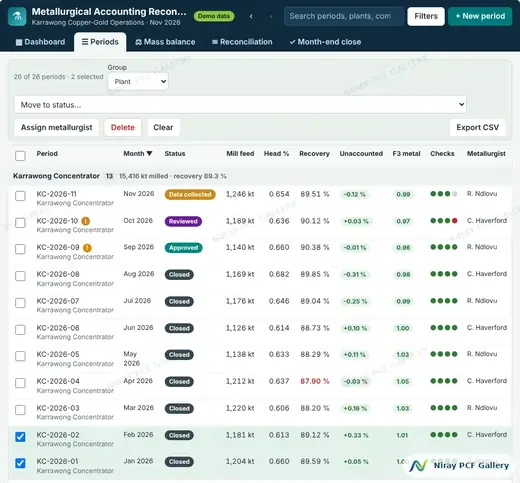 Metallurgical Accounting Recon...
Karrawong Copper-Gold Operations · Nov 2026
Demo data
Search periods, plants, com
Filters
+ New period
Dashboard
Periods
Mass balance
Reconciliation
Month-end close
26 of 26 periods · 2 selected
Group
Plant
Move to status...
Assign metallurgist
Delete
Clear
Export CSV
Period Month ▼ Status Mill feed Head % Recovery Unaccounted F3 metal Checks Metallurgist
Karrawong Concentrator 13 15,416 kt milled · recovery 89.3 %
KC-2026-11 Nov 2026 Data collected 1,246 kt 0.654 89.51 % -0.12 % 0.99 R. Ndlovu
Karrawong Concentrator
KC-2026-10 ! Oct 2026 Reviewed 1,189 kt 0.636 90.12 % +0.03 % 0.97 C. Haverford
Karrawong Concentrator
KC-2026-09 ! Sep 2026 Approved 1,140 kt 0.660 90.38 % -0.01 % 0.96 R. Ndlovu
Karrawong Concentrator
KC-2026-08 Aug 2026 Closed 1,169 kt 0.682 89.85 % -0.31 % 0.98 C. Haverford
Karrawong Concentrator
KC-2026-07 Jul 2026 Closed 1,176 kt 0.646 89.04 % -0.25 % 0.99 R. Ndlovu
Karrawong Concentrator
KC-2026-06 Jun 2026 Closed 1,126 kt 0.614 88.73 % +0.10 % 1.00 C. Haverford
Karrawong Concentrator
KC-2026-05 May 2026 Closed 1,138 kt 0.633 88.29 % +0.11 % 1.03 R. Ndlovu
Karrawong Concentrator
KC-2026-04 Apr 2026 Closed 1,212 kt 0.637 87.90 % -0.03 % 1.05 C. Haverford
Karrawong Concentrator
KC-2026-03 Mar 2026 Closed 1,220 kt 0.606 88.20 % +0.16 % 1.03 R. Ndlovu
Karrawong Concentrator
KC-2026-02 Feb 2026 Closed 1,181 kt 0.613 89.12 % +0.33 % 1.01 C. Haverford
Karrawong Concentrator
KC-2026-01 Jan 2026 Closed 1,204 kt 0.660 89.59 % +0.05 %
Karrawong Concentrator
Niray PCF Gallery